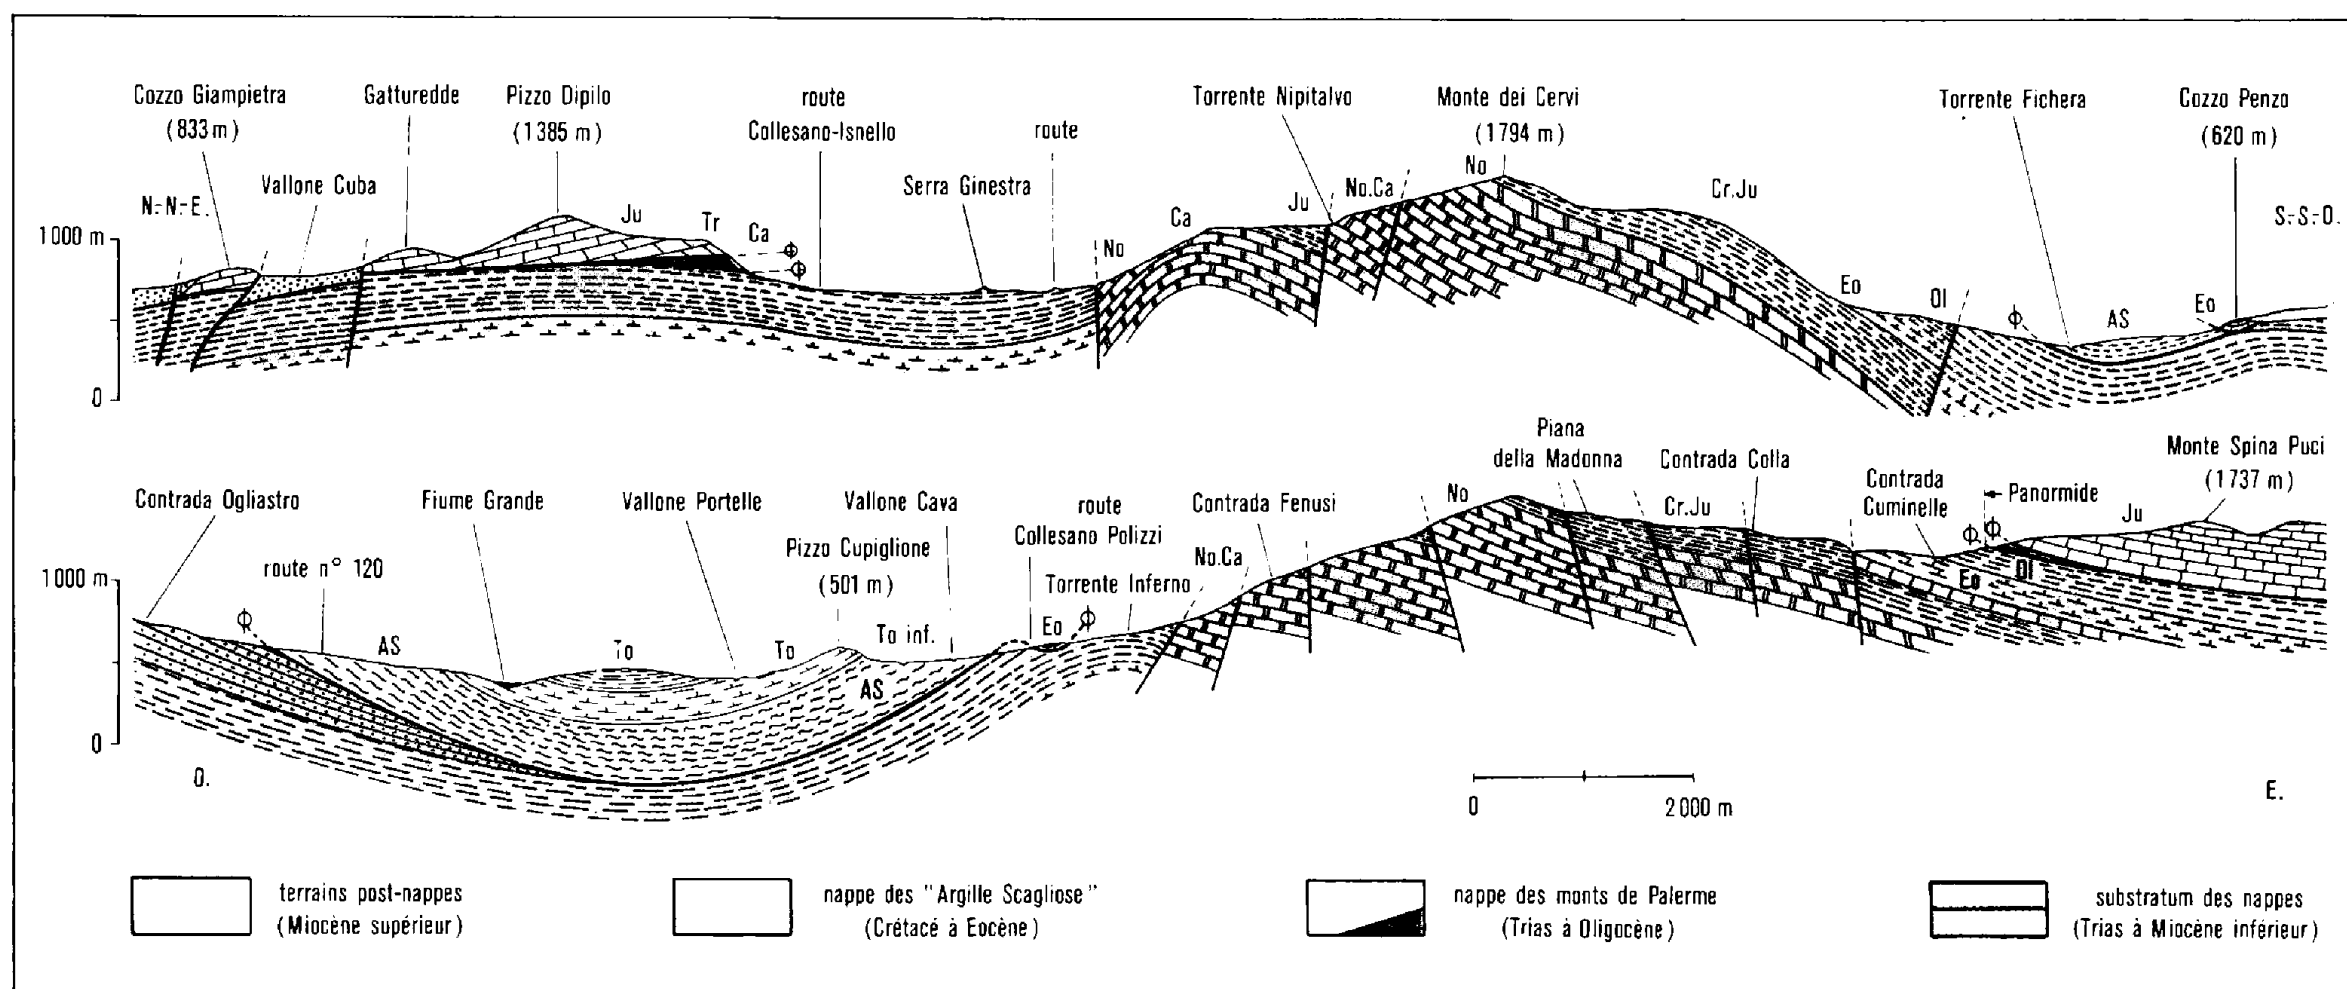 Cozzo Giampietra
(833 m)
Gatturedde
Pizzo Dipilo
(1385 m)
route
Collesano-Isnello
route
Torrente Nipitalvo
Monte dei Cervi
(1794 m)
Torrente Fichera
Cozzo Penzo
(620 m)
N.-N.-E.
Vallone Cuba
Serra Ginestra
S.-S.-O.
Ju
Tr
Ca
No
Ca
Ju
No.Ca
No
Cr.Ju
Eo
Ol
AS
Eo
1000 m
0
Contrada Ogliastro
Fiume Grande
Vallone Portelle
Vallone Cava
Pizzo Cupiglione
(501 m)
route
Collesano Polizzi
Contrada Fenusi
Piana
della Madonna
Contrada Colla
Contrada
Cuminelle
Panormide
Monte Spina Puci
(1737 m)
route n° 120
Torrente Inferno
1000 m
AS
To
To
To inf.
AS
Eo
No.Ca
No
Cr.Ju
Eo
Ol
Ju
0
O.
E.
0
2000 m
terrains post-nappes
(Miocène supérieur)
nappe des "Argille Scagliose"
(Crétacé à Eocène)
nappe des monts de Palerme
(Trias à Oligocène)
substratum des nappes
(Trias à Miocène inférieur)